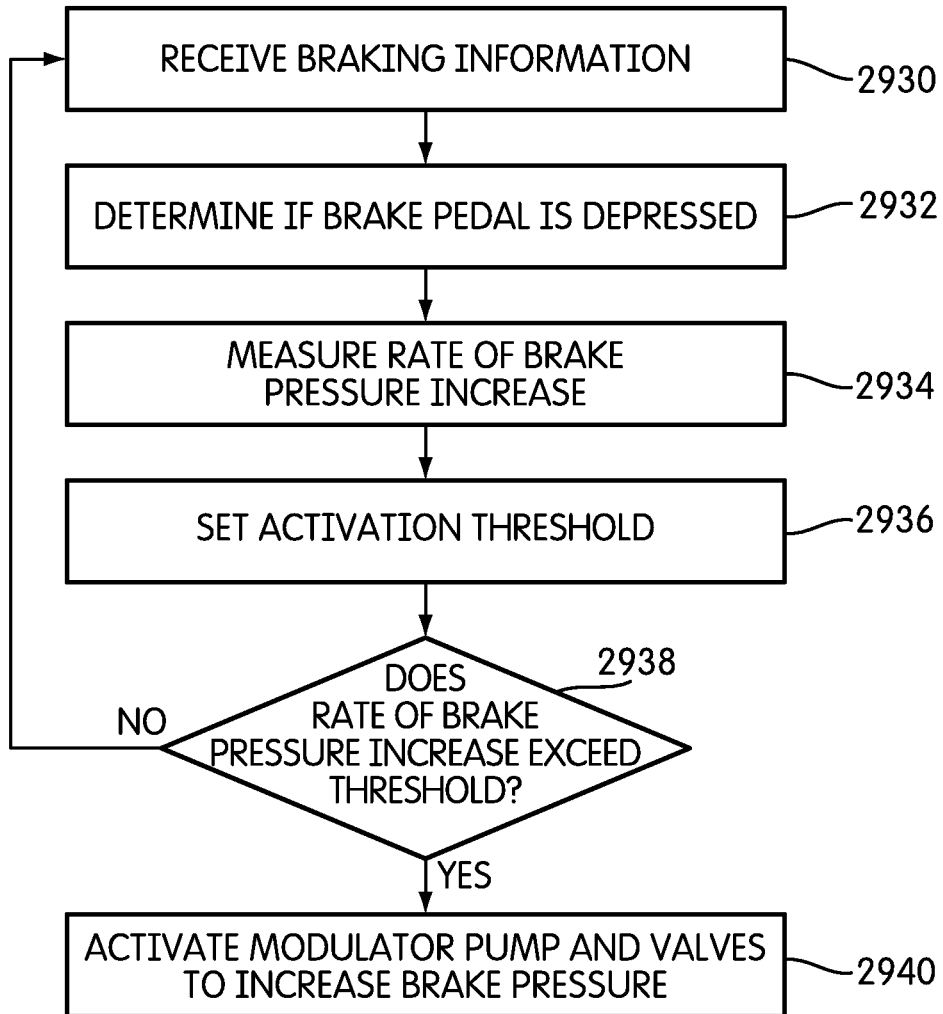 RECEIVE BRAKING INFORMATION
2930
DETERMINE IF BRAKE PEDAL IS DEPRESSED
2932
MEASURE RATE OF BRAKE
PRESSURE INCREASE
2934
SET ACTIVATION THRESHOLD
2936
2938
DOES
RATE OF BRAKE
PRESSURE INCREASE EXCEED
THRESHOLD?
NO
YES
ACTIVATE MODULATOR PUMP AND VALVES
TO INCREASE BRAKE PRESSURE
2940